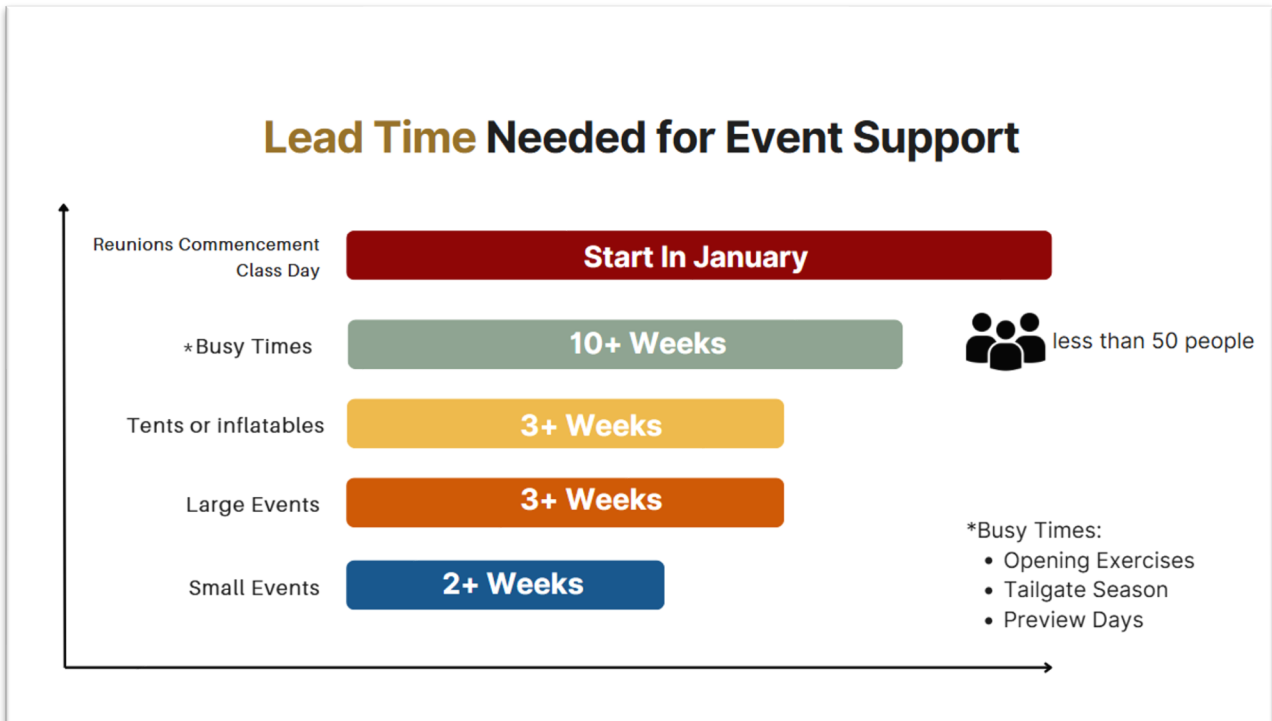 Lead Time Needed for Event Support
Reunions Commencement
Class Day
Start In January
*Busy Times
10+ Weeks
less than 50 people
Tents or inflatables
3+ Weeks
Large Events
3+ Weeks
Small Events
2+ Weeks
*Busy Times:
• Opening Exercises
• Tailgate Season
• Preview Days